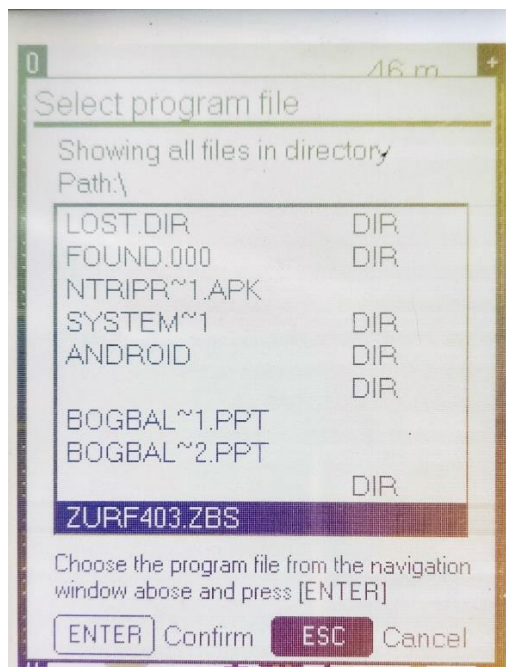 0 46 m +
Select program file
Showing all files in directory
Path:\
LOST.DIR DIR
FOUND.000 DIR
NTRIPR~1.APK
SYSTEM~1 DIR
ANDROID DIR
DIR
BOGBAL~1.PPT
BOGBAL~2.PPT
DIR
ZURF403.ZBS
Choose the program file from the navigation
window abose and press [ENTER]
ENTER Confirm ESC Cancel